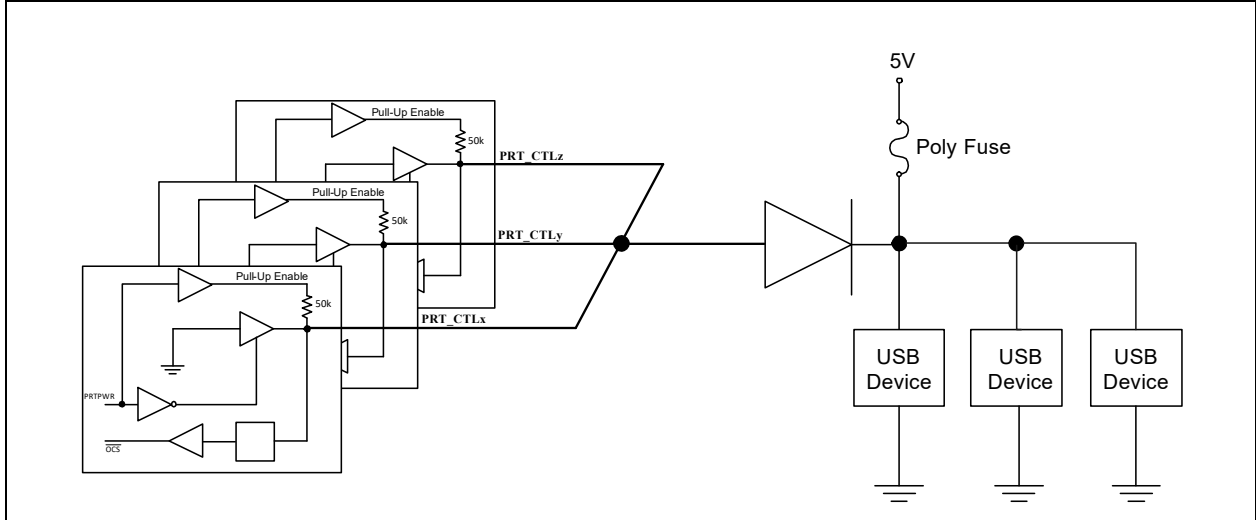 5V
Poly Fuse
Pull-Up Enable
50k
PRT_CTLz
Pull-Up Enable
50k
PRT_CTLy
Pull-Up Enable
50k
PRT_CTLx
PRTPWR
OCS
USB
Device
USB
Device
USB
Device